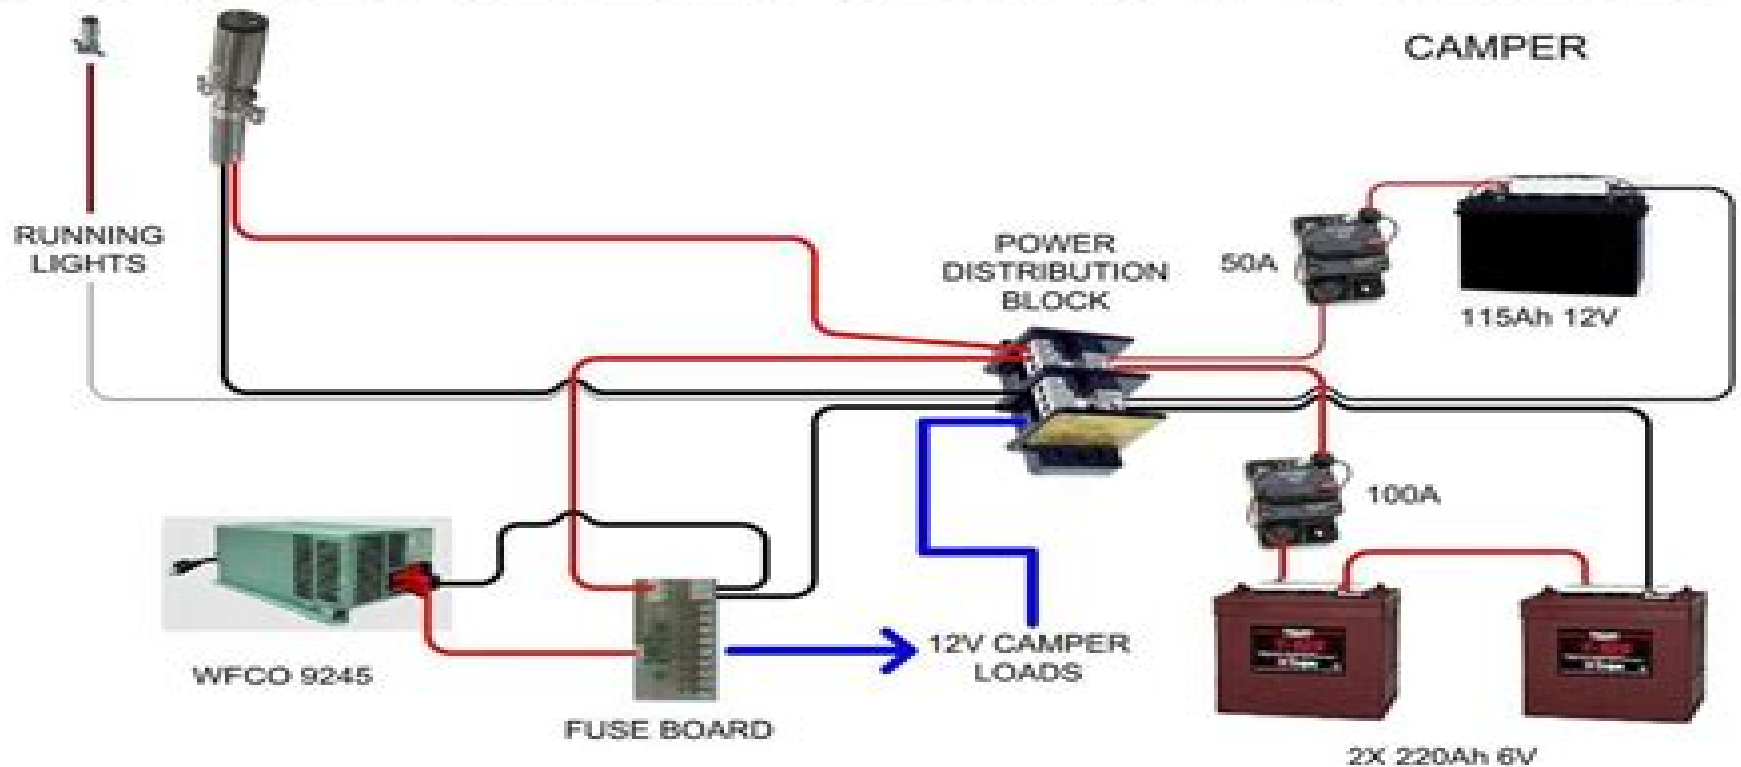 CAMPER
RUNNING
LIGHTS
POWER
DISTRIBUTION
BLOCK
50A
115Ah 12V
100A
WFCO 9245
12V CAMPER
LOADS
FUSE BOARD
2X 220Ah 6V